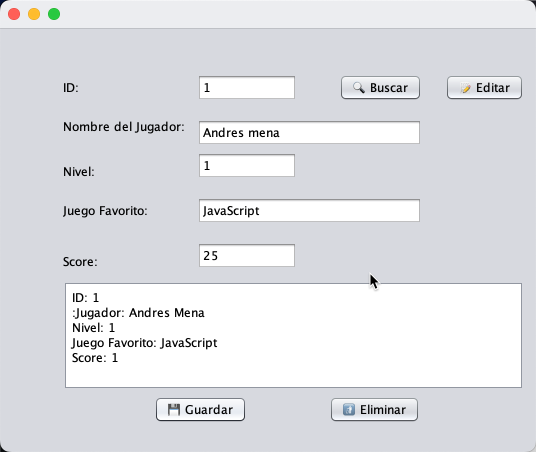 ID:
1
Buscar
Editar
Nombre del Jugador:
Andres mena
Nivel:
1
Juego Favorito:
JavaScript
Score:
25
ID: 1
:Jugador: Andres Mena
Nivel: 1
Juego Favorito: JavaScript
Score: 1
Guardar
Eliminar